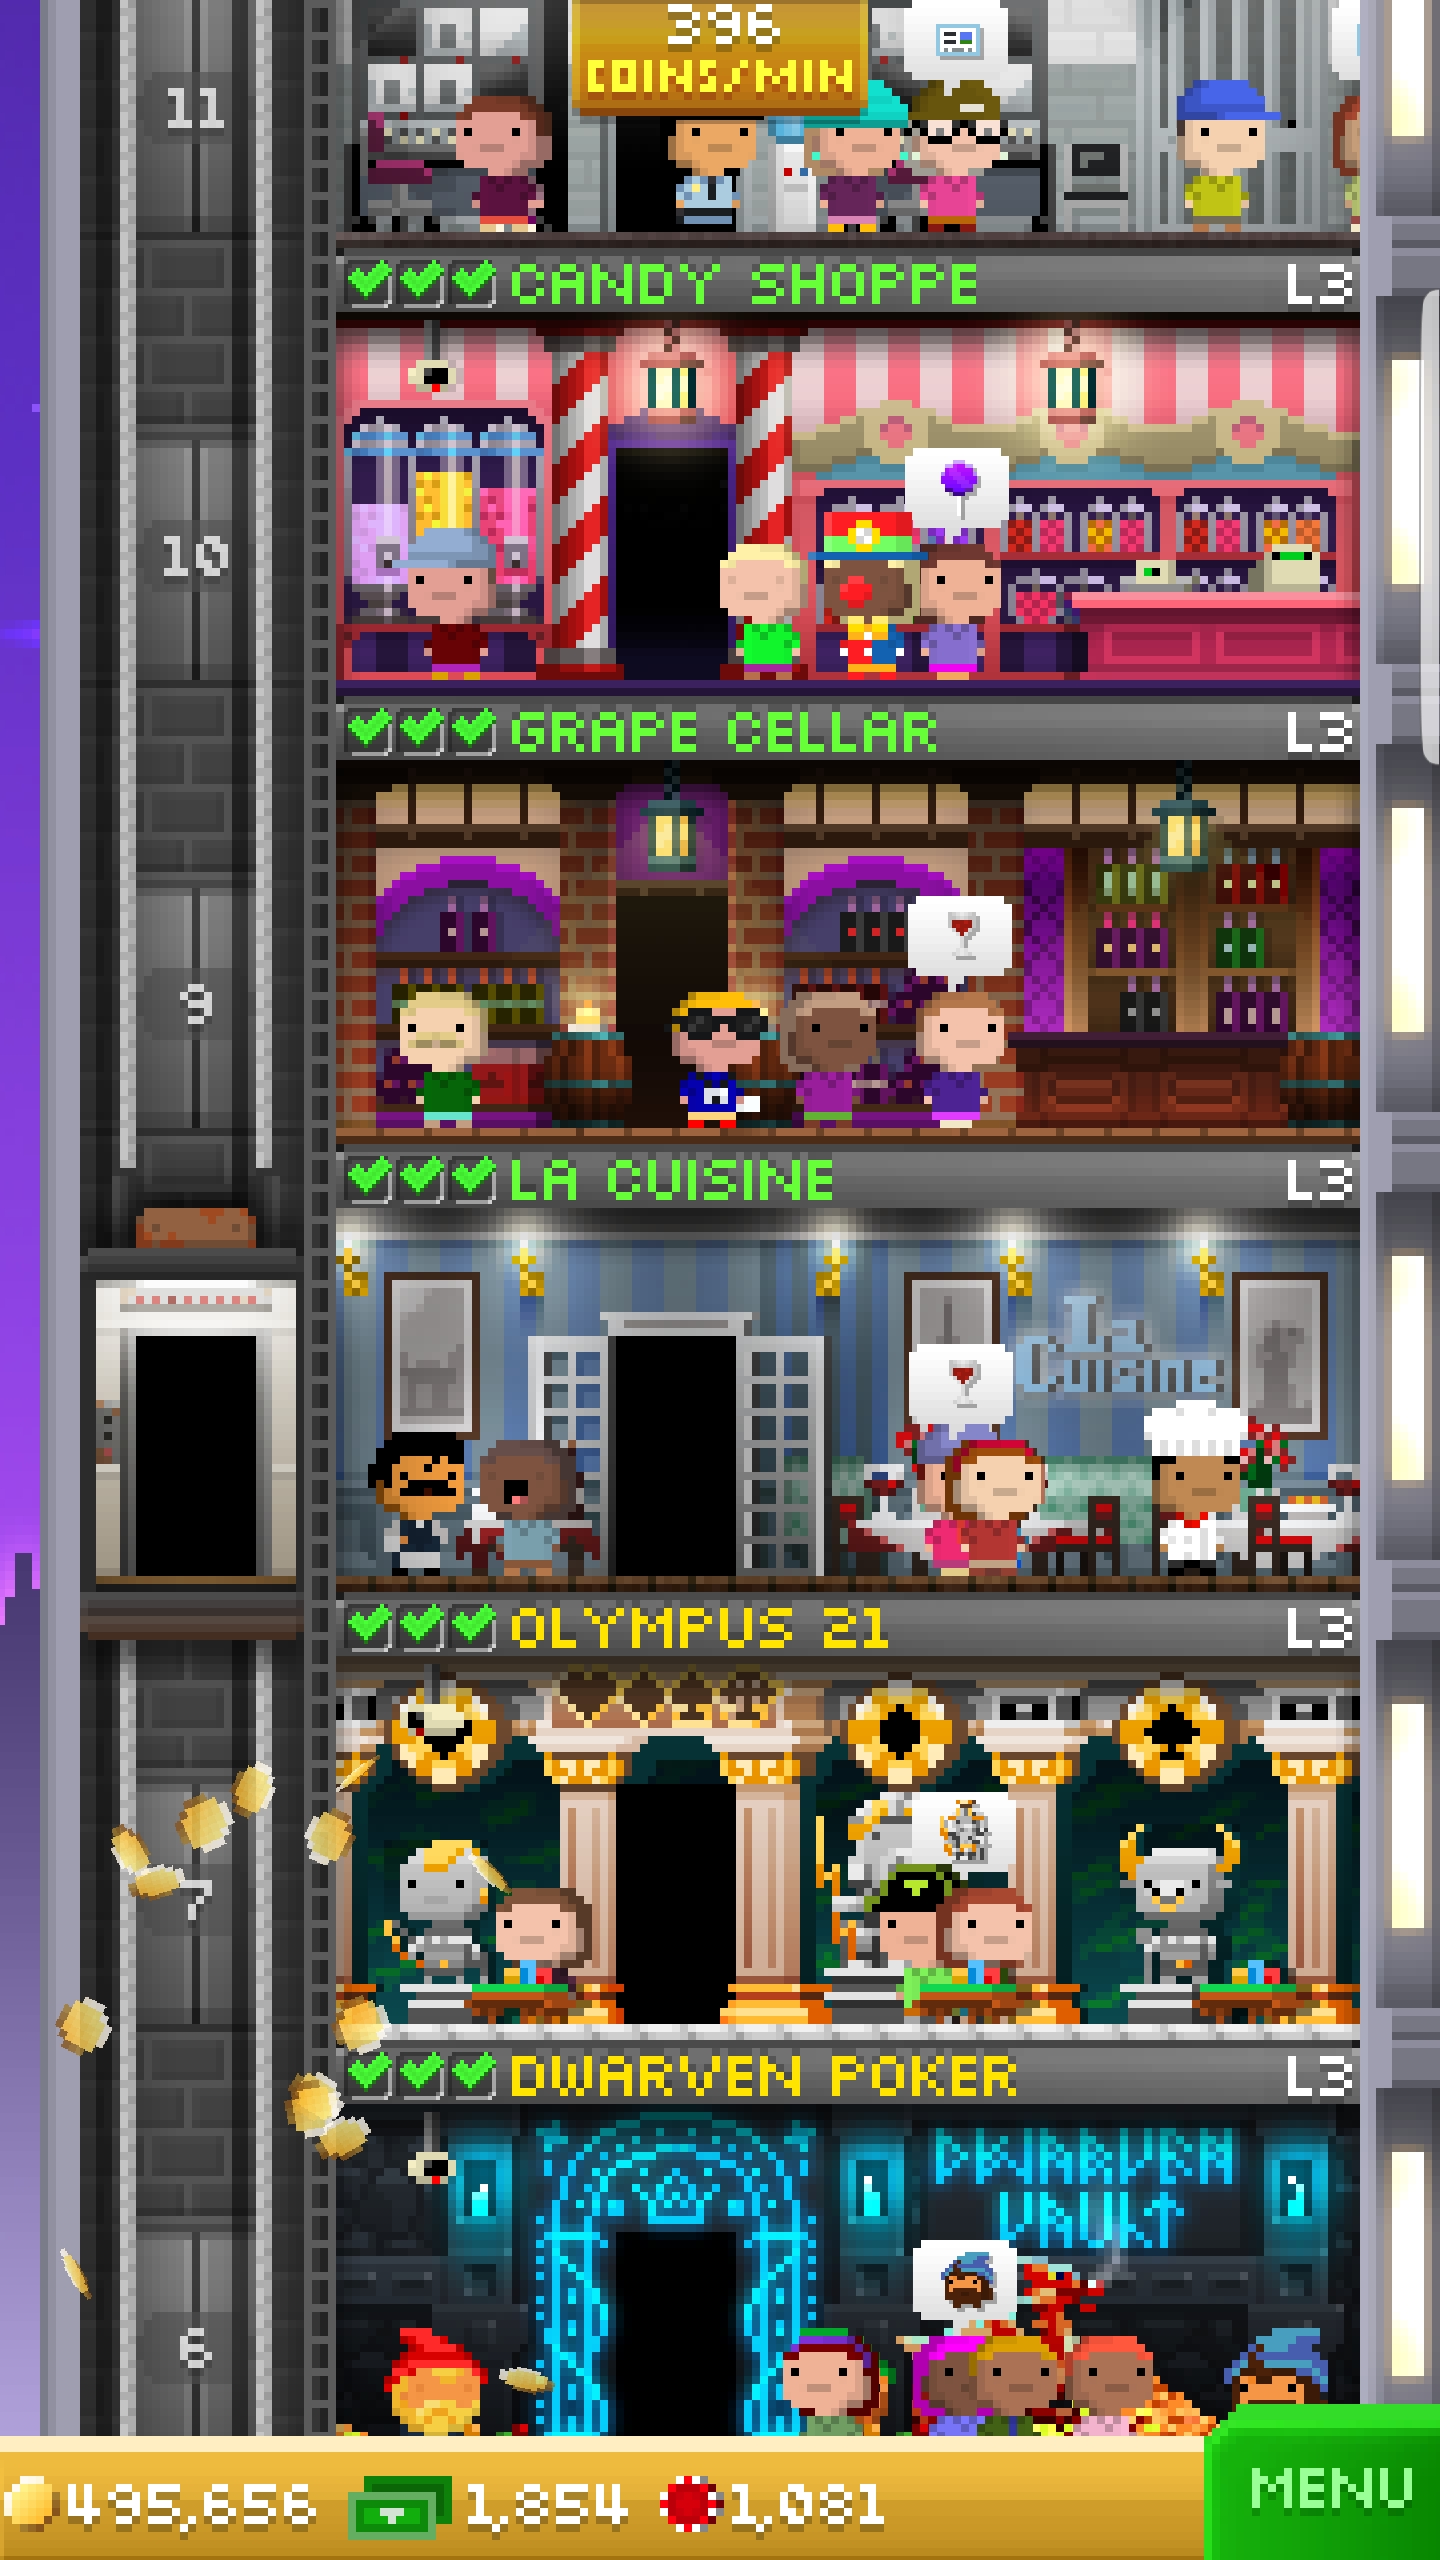 396
COINS/MIN
11
CANDY SHOPPE L3
10
GRAPE CELLAR L3
9
LA CUISINE L3
La
Cuisine
OLYMPUS 21 L3
7
DWARVEN POKER L3
DWARVEN
VAULT
6
495,656 1,854 1,081 MENU